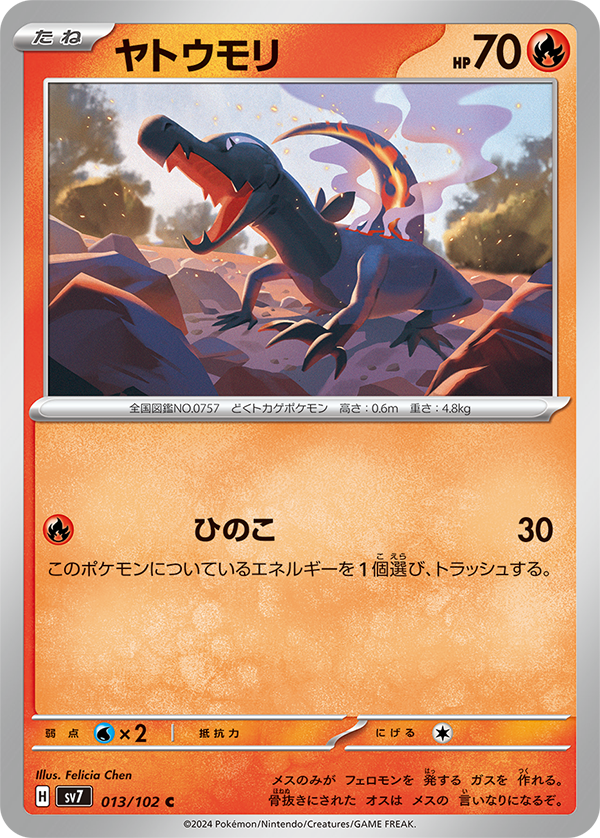 たね ヤトウモリ HP70
全国図鑑NO.0757 どくトカゲポケモン 高さ:0.6m 重さ:4.8kg
ひのこ 30
このポケモンについているエネルギーを1個選び、トラッシュする。
弱点 ×2 抵抗力 にげる
Illus. Felicia Chen
H sv7 013/102 C
メスのみが フェロモンを 発する ガスを 作れる。
骨抜きにされた オスは メスの 言いなりになるぞ。
©2024 Pokémon/Nintendo/Creatures/GAME FREAK.